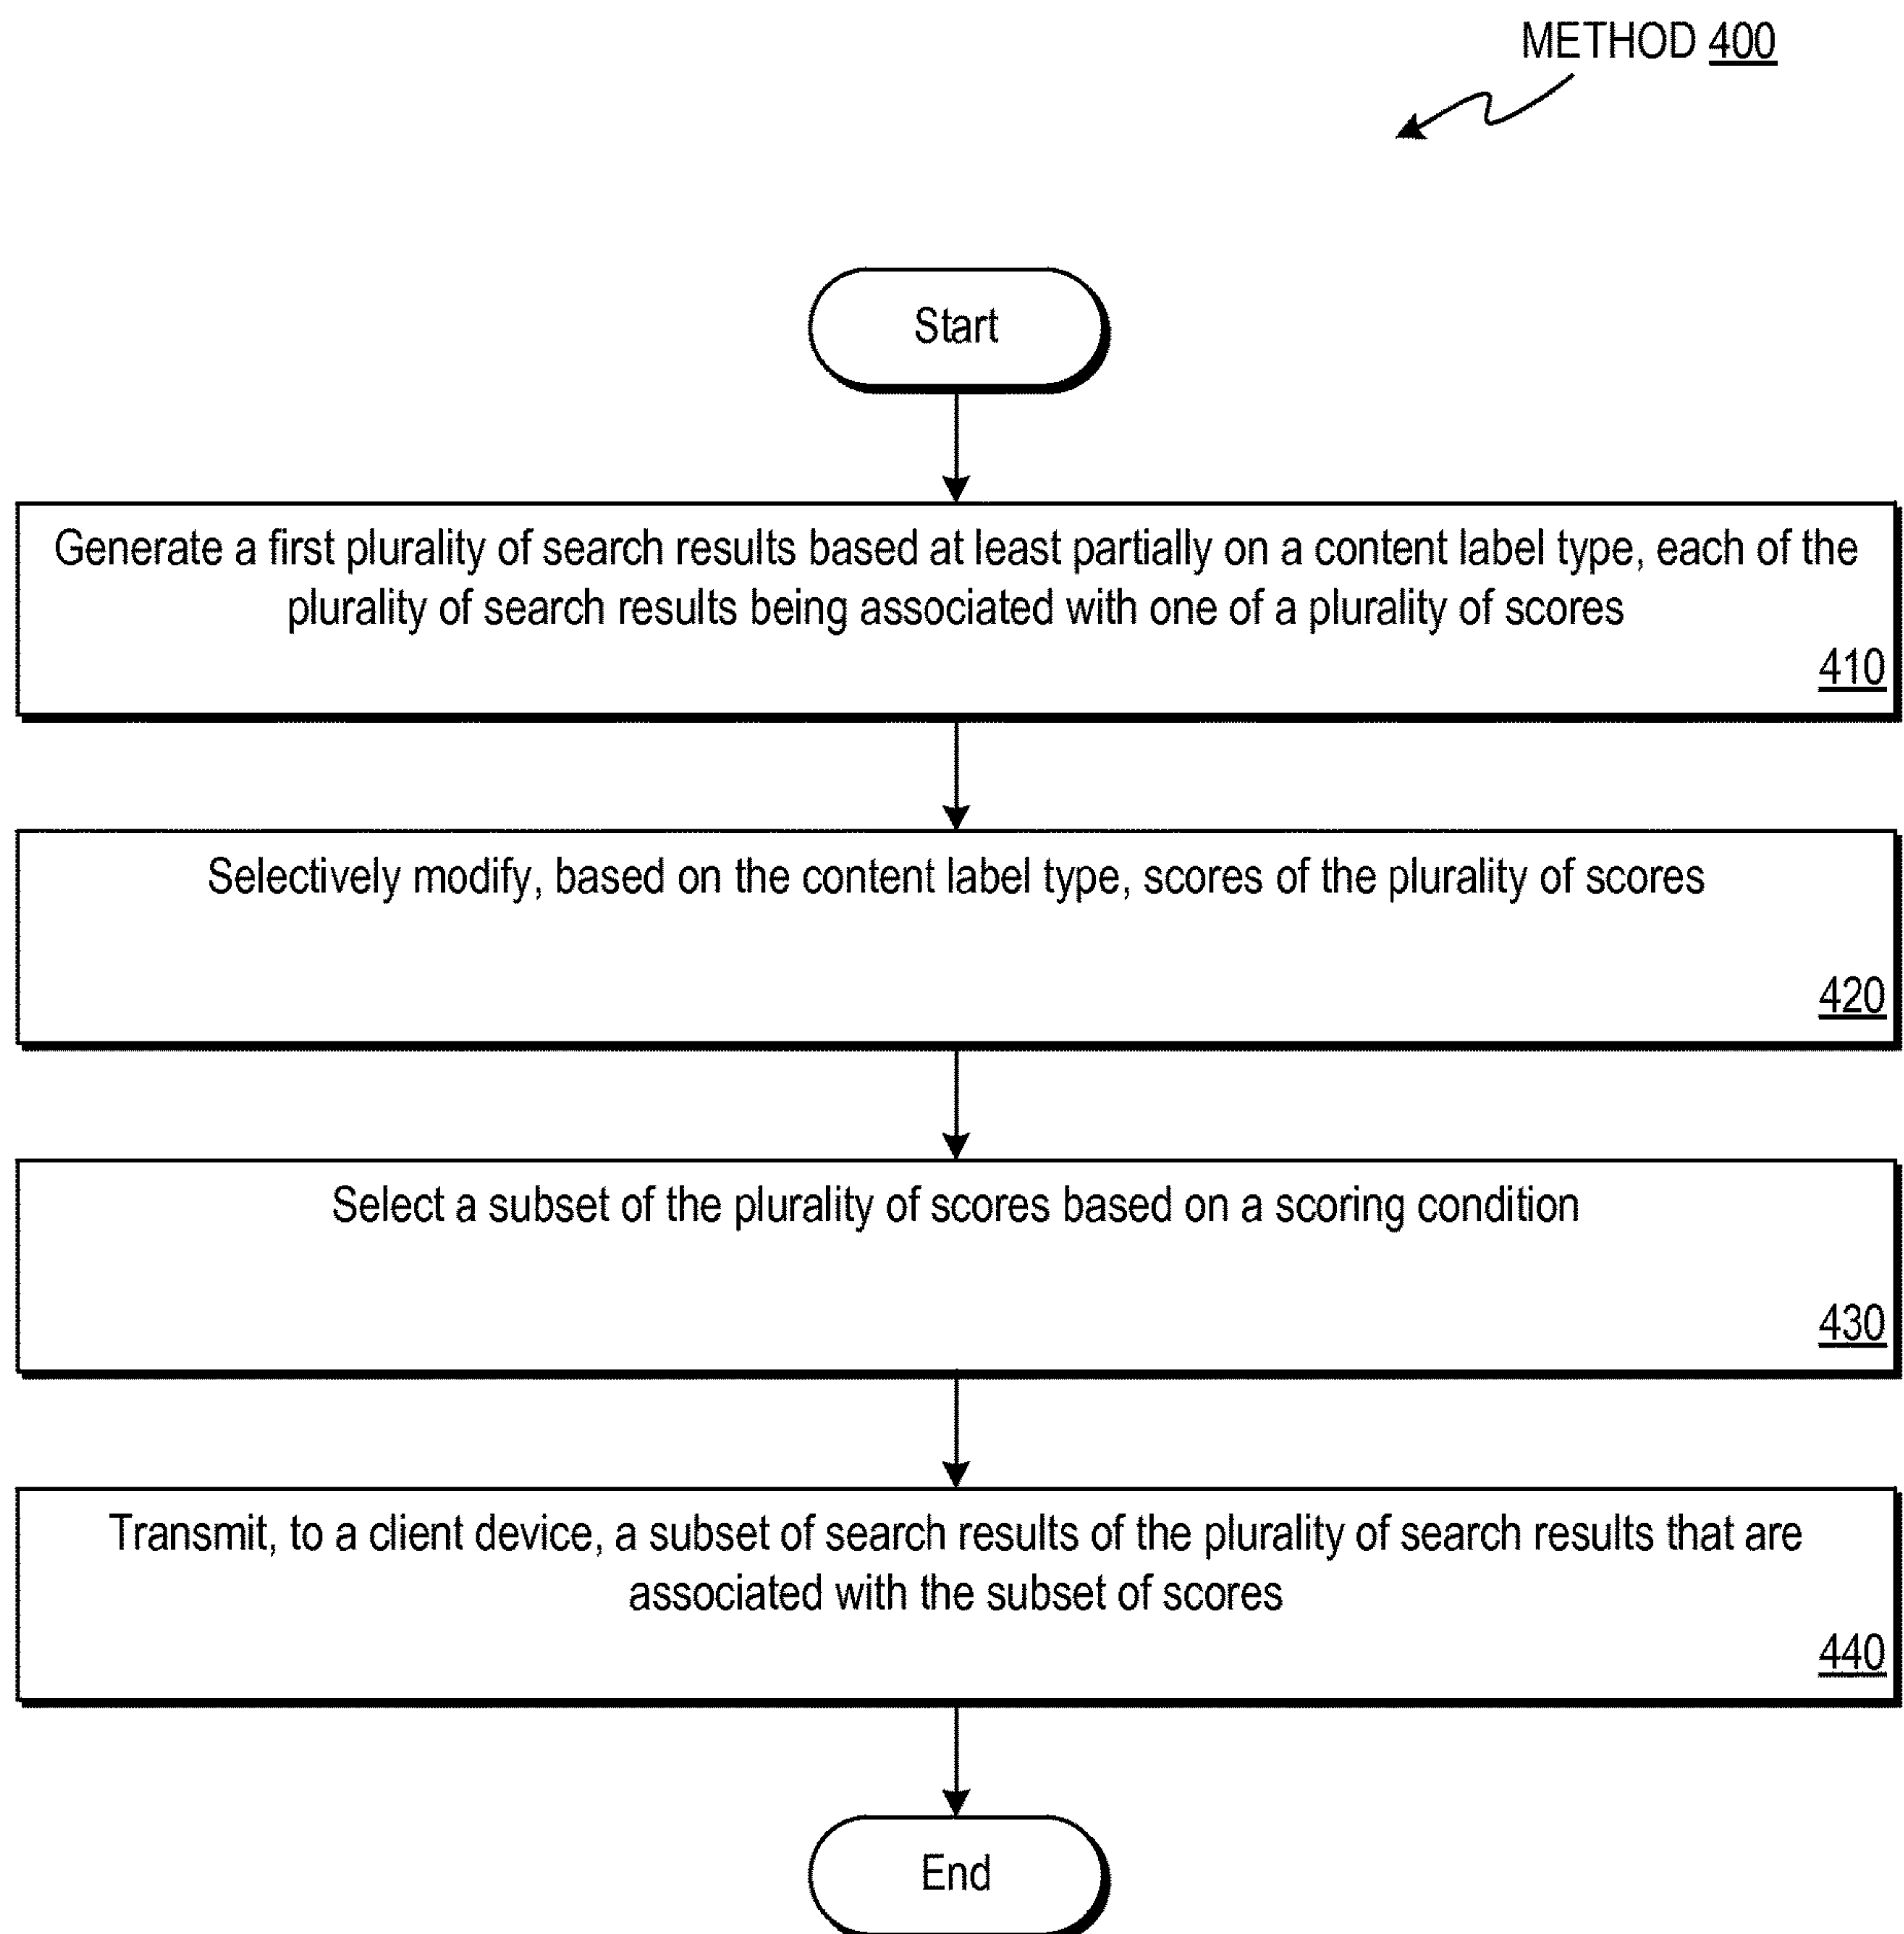 METHOD 400
Start
Generate a first plurality of search results based at least partially on a content label type, each of the
plurality of search results being associated with one of a plurality of scores
410
Selectively modify, based on the content label type, scores of the plurality of scores
420
Select a subset of the plurality of scores based on a scoring condition
430
Transmit, to a client device, a subset of search results of the plurality of search results that are
associated with the subset of scores
440
End